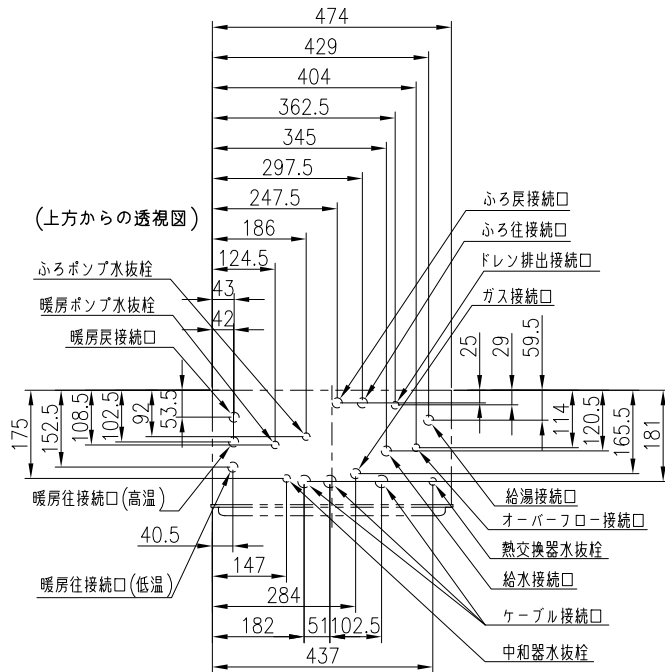 474
429
404
362.5
345
297.5
247.5
(上方からの透視図)
186
124.5
43
42
ふろポンプ水抜栓
暖房ポンプ水抜栓
暖房戻接続口
ふろ戻接続口
ふろ往接続口
ドレン排出接続口
ガス接続口
175
152.5
108.5
102.5
92
53.5
25
29
59.5
114
120.5
165.5
181
暖房往接続口(高温)
40.5
暖房往接続口(低温)
147
284
182
51
102.5
437
給湯接続口
オーバーフロー接続口
熱交換器水抜栓
給水接続口
ケーブル接続口
中和器水抜栓